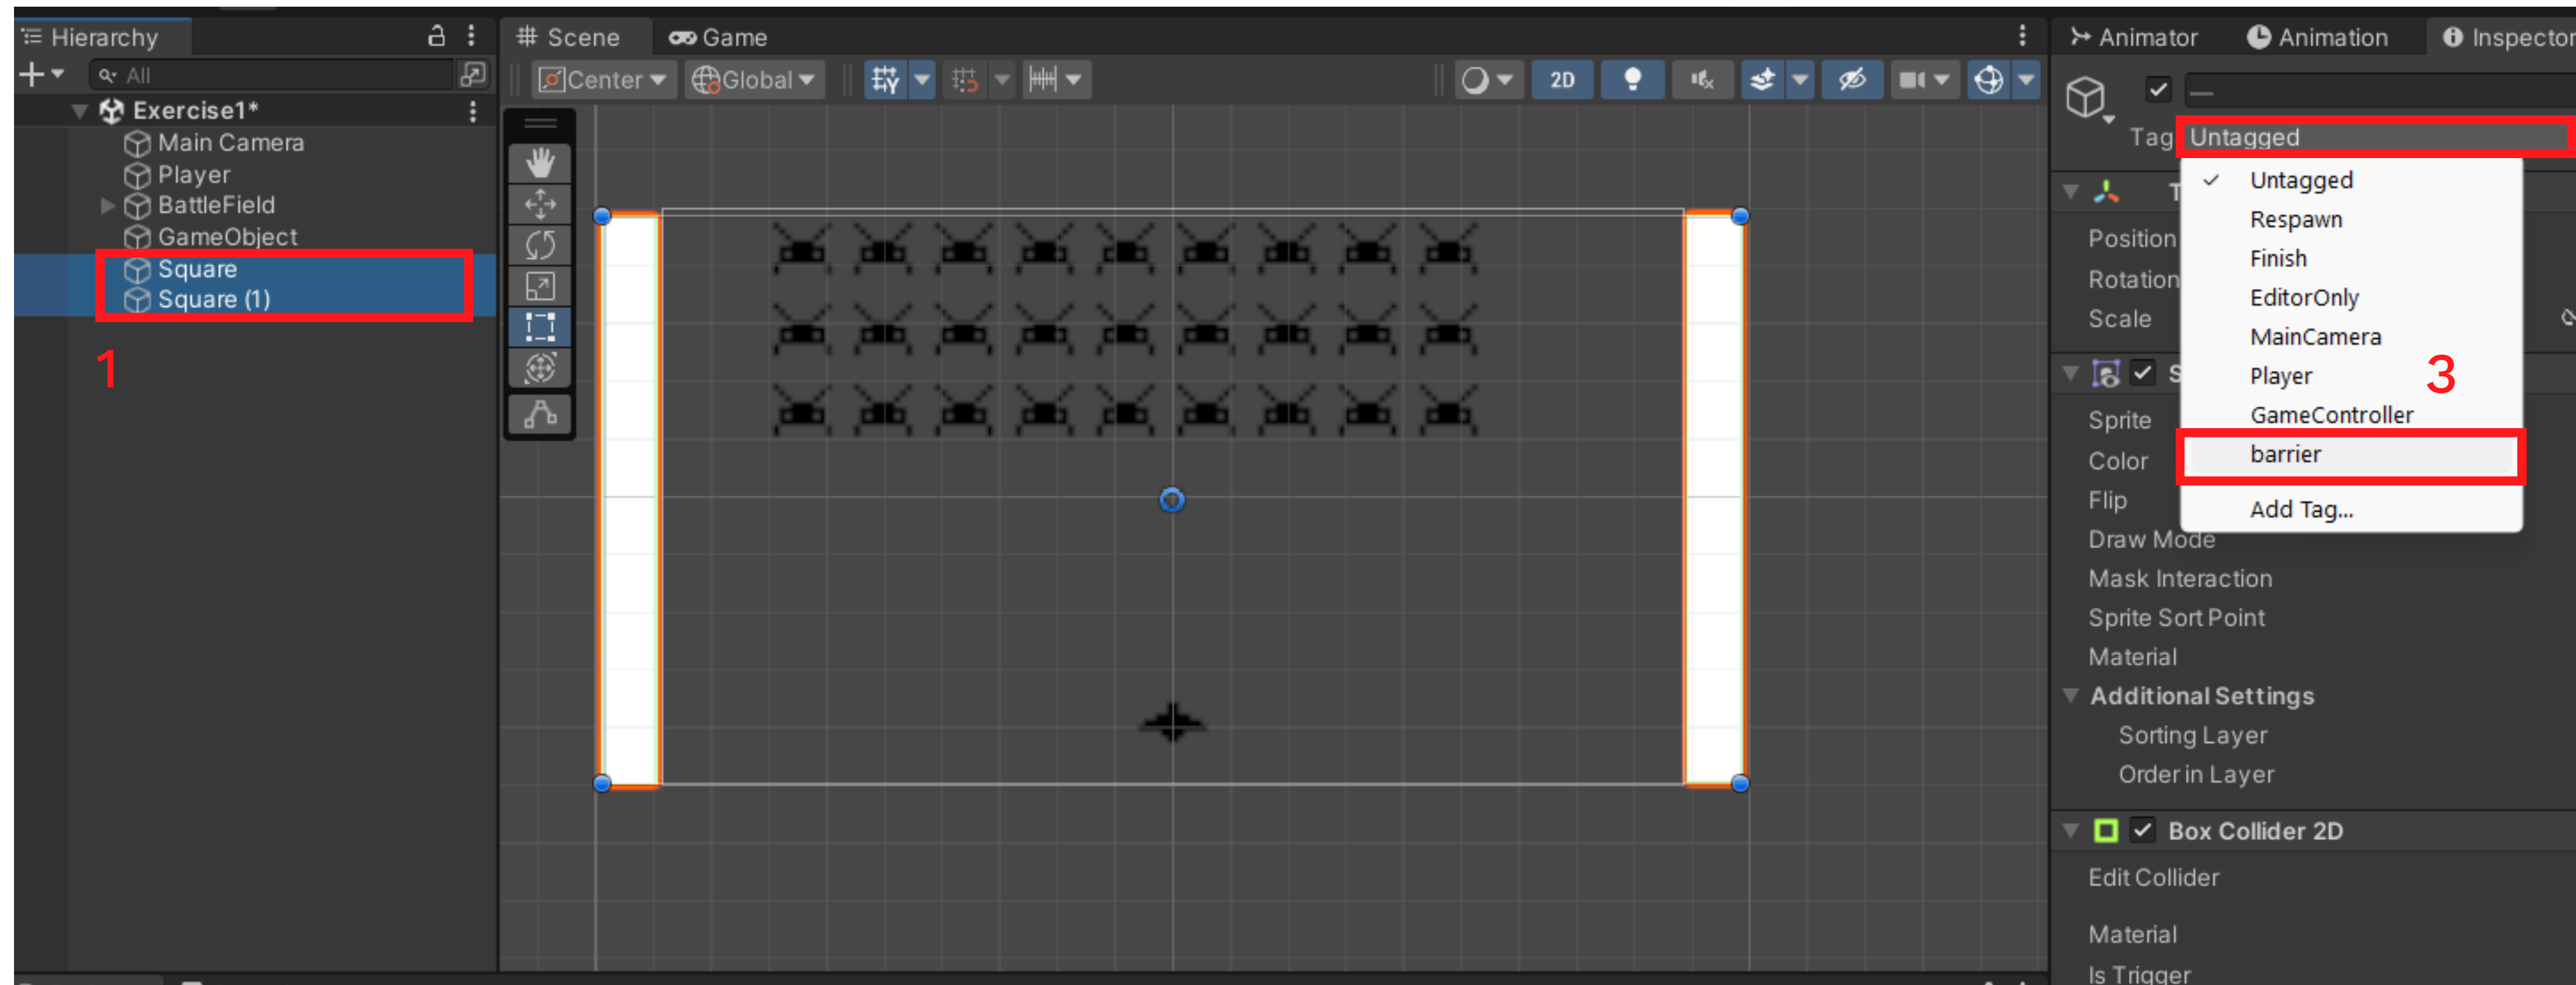 Hierarchy
All
Exercise1*
Main Camera
Player
BattleField
GameObject
Square
Square (1)
1
Scene
Game
Center
Global
2D
Animator
Animation
Inspector
—
Tag
Untagged
Untagged
Respawn
Finish
EditorOnly
MainCamera
Player
GameController
barrier
Add Tag...
3
T
Position
Rotation
Scale
S
Sprite
Color
Flip
Draw Mode
Mask Interaction
Sprite Sort Point
Material
Additional Settings
Sorting Layer
Order in Layer
Box Collider 2D
Edit Collider
Material
Is Trigger